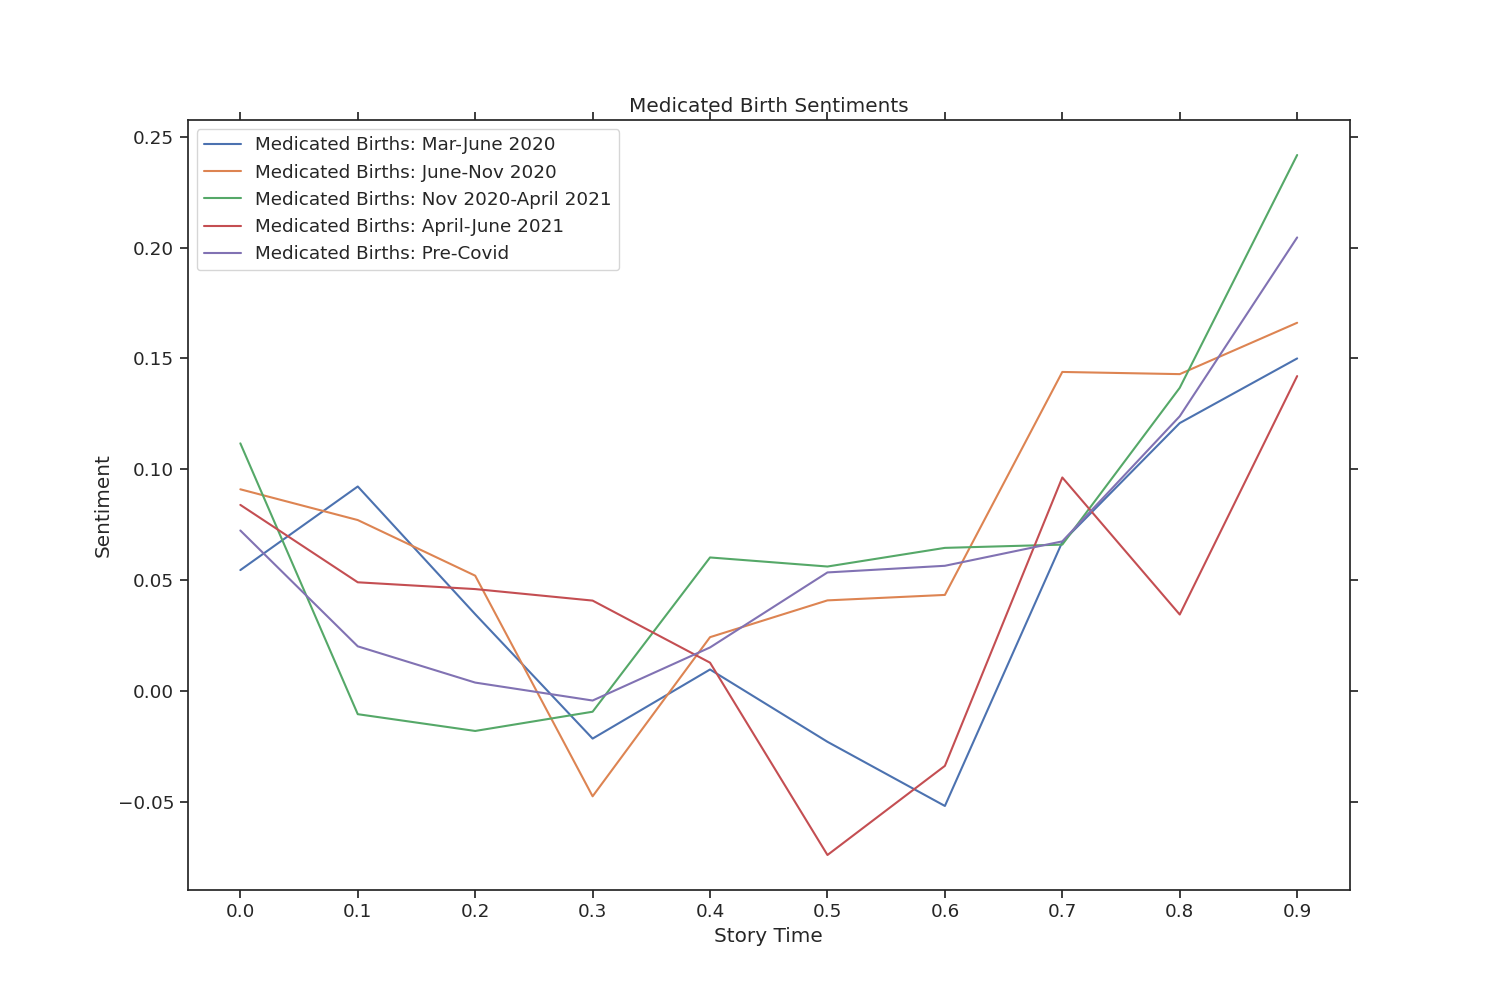 Medicated Birth Sentiments
Medicated Births: Mar-June 2020
Medicated Births: June-Nov 2020
Medicated Births: Nov 2020-April 2021
Medicated Births: April-June 2021
Medicated Births: Pre-Covid
Sentiment
0.25
0.20
0.15
0.10
0.05
0.00
−0.05
0.0 0.1 0.2 0.3 0.4 0.5 0.6 0.7 0.8 0.9
Story Time